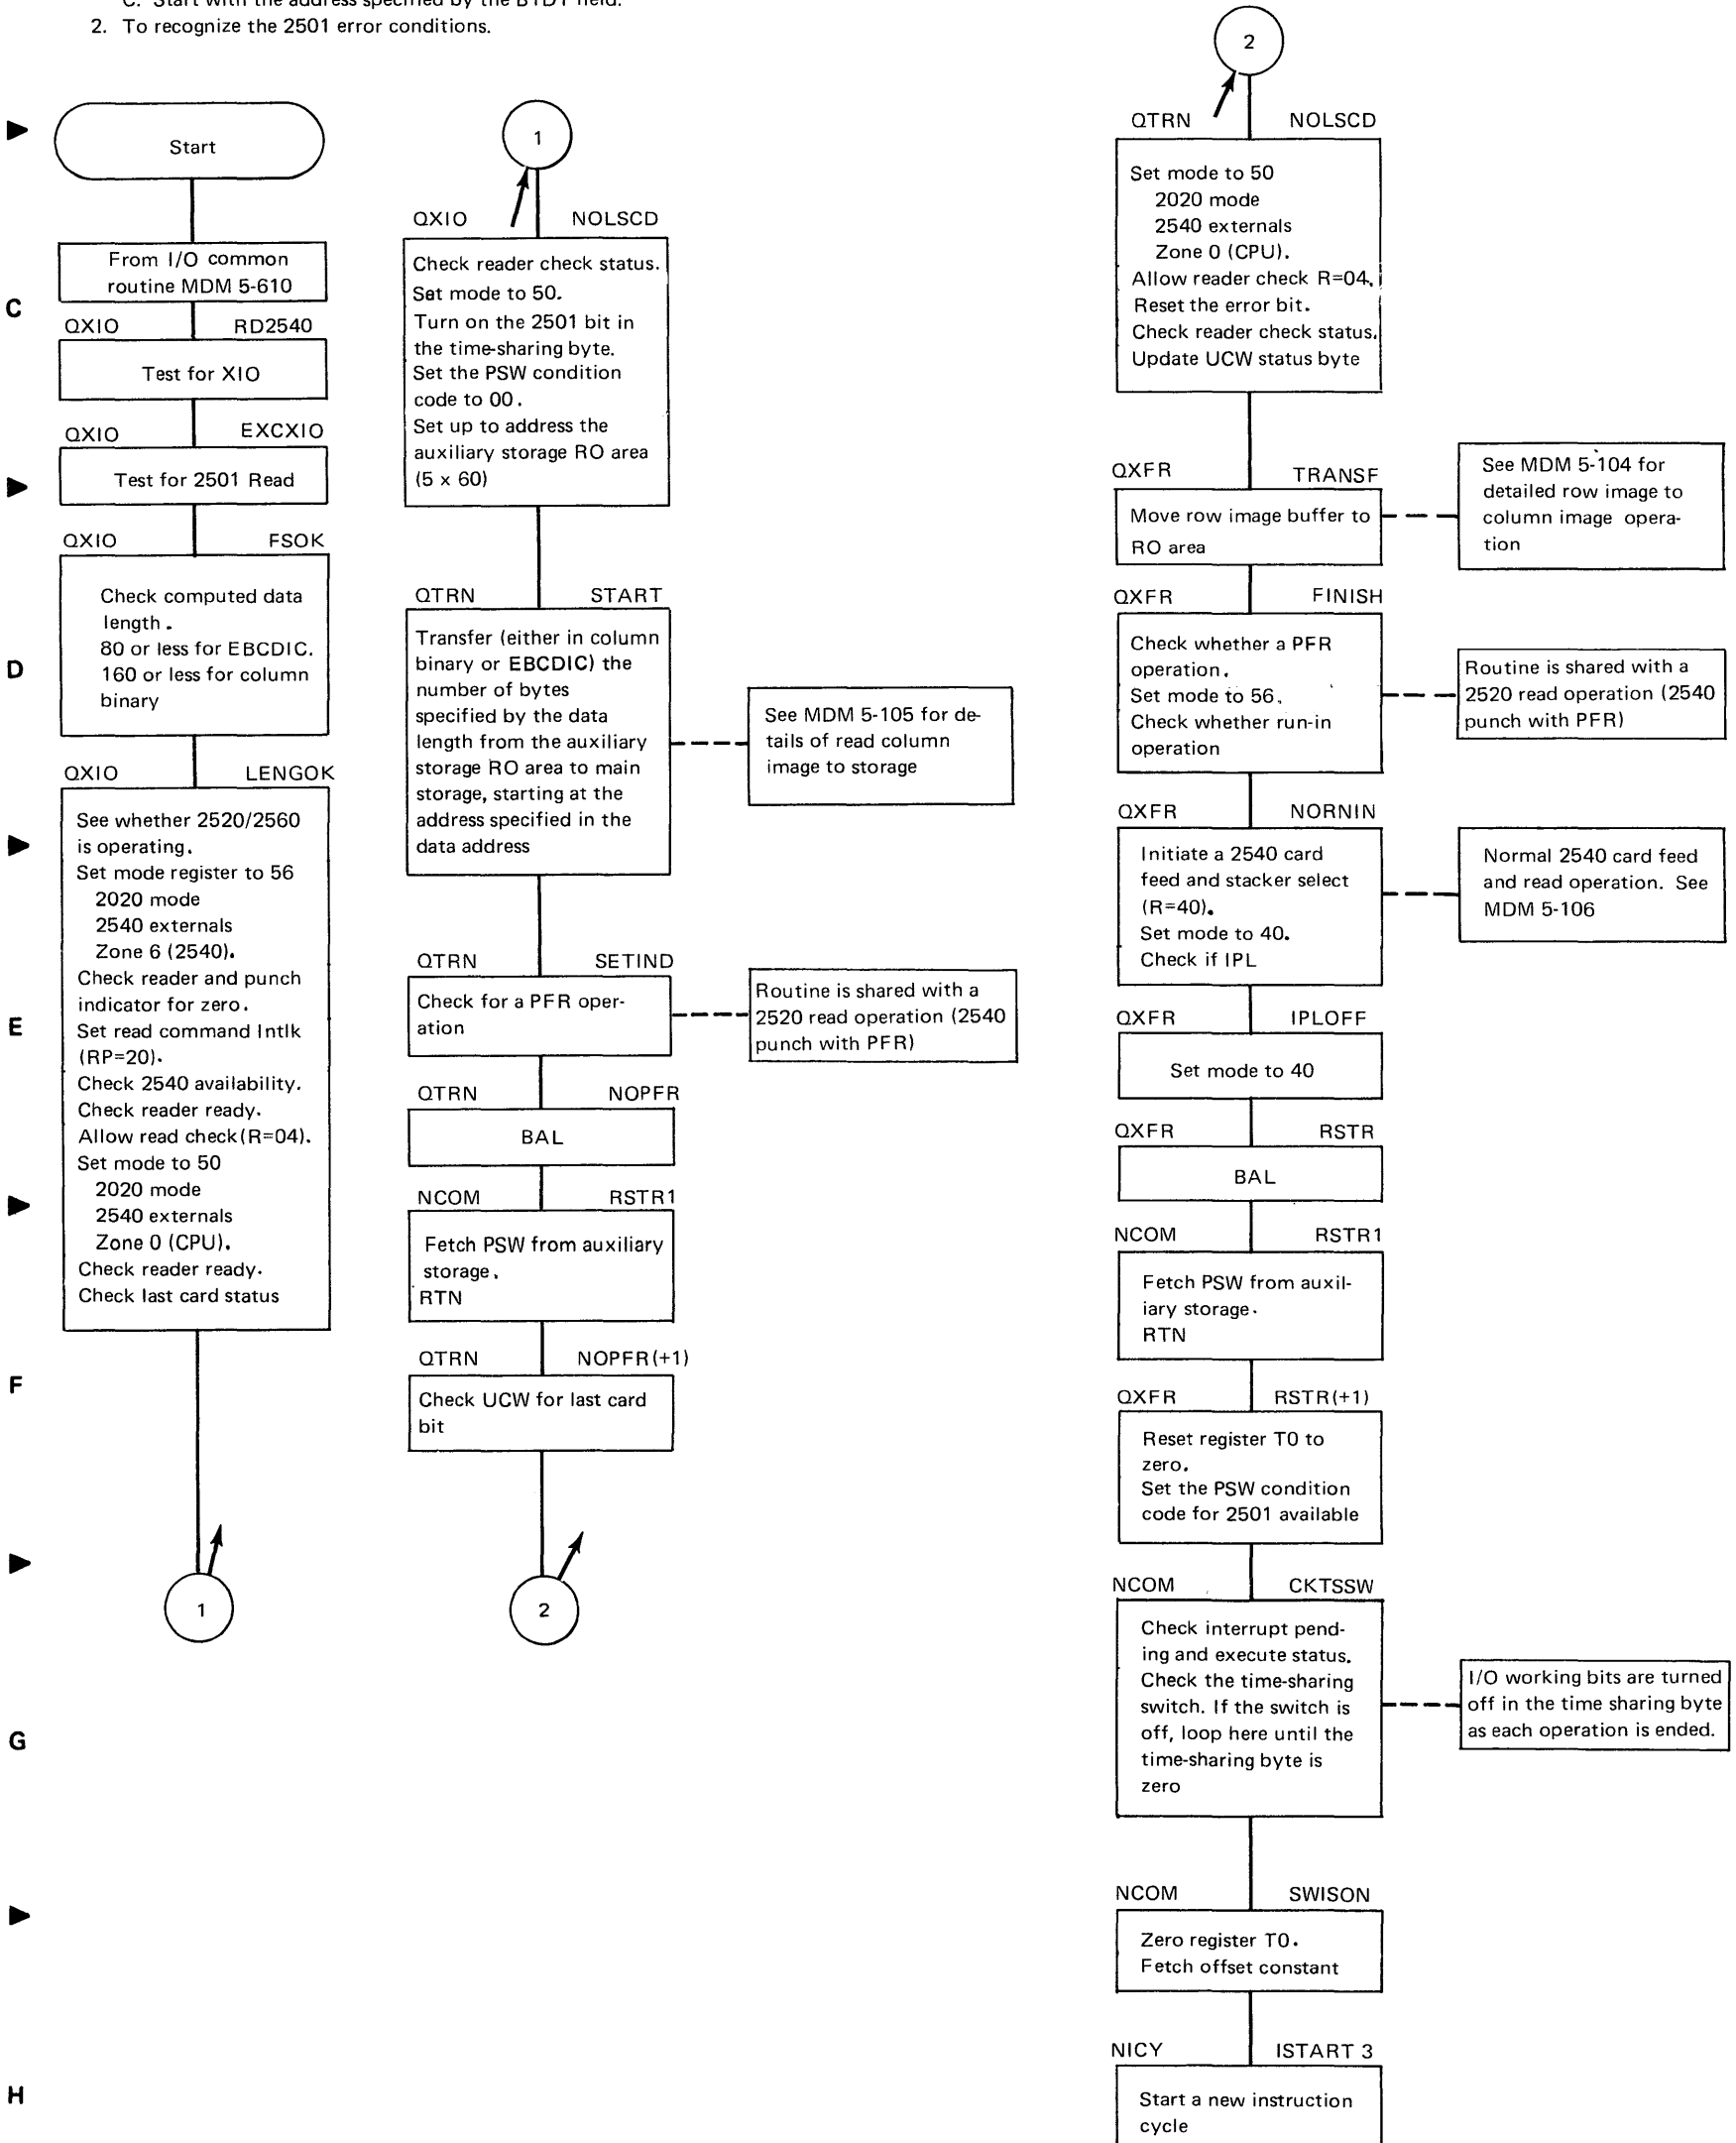 C. Start with the address specified by the B1D1 field.
2. To recognize the 2501 error conditions.
Start
From I/O common
routine MDM 5-610
C
QXIO RD2540
Test for XIO
QXIO EXCXIO
Test for 2501 Read
QXIO FSOK
Check computed data
length.
80 or less for EBCDIC.
160 or less for column
binary
D
QXIO LENGOK
See whether 2520/2560
is operating.
Set mode register to 56
2020 mode
2540 externals
Zone 6 (2540).
Check reader and punch
indicator for zero.
Set read command Intlk
(RP=20).
Check 2540 availability.
Check reader ready.
Allow read check(R=04).
Set mode to 50
2020 mode
2540 externals
Zone 0 (CPU).
Check reader ready.
Check last card status
E
F
1
1
QXIO NOLSCD
Check reader check status.
Set mode to 50.
Turn on the 2501 bit in
the time-sharing byte.
Set the PSW condition
code to 00.
Set up to address the
auxiliary storage RO area
(5 x 60)
QTRN START
Transfer (either in column
binary or EBCDIC) the
number of bytes
specified by the data
length from the auxiliary
storage RO area to main
storage, starting at the
address specified in the
data address
See MDM 5-105 for de-
tails of read column
image to storage
QTRN SETIND
Check for a PFR oper-
ation
Routine is shared with a
2520 read operation (2540
punch with PFR)
QTRN NOPFR
BAL
NCOM RSTR1
Fetch PSW from auxiliary
storage.
RTN
QTRN NOPFR(+1)
Check UCW for last card
bit
2
2
QTRN NOLSCD
Set mode to 50
2020 mode
2540 externals
Zone 0 (CPU).
Allow reader check R=04.
Reset the error bit.
Check reader check status.
Update UCW status byte
QXFR TRANSF
Move row image buffer to
RO area
See MDM 5-104 for
detailed row image to
column image opera-
tion
QXFR FINISH
Check whether a PFR
operation.
Set mode to 56.
Check whether run-in
operation
Routine is shared with a
2520 read operation (2540
punch with PFR)
QXFR NORNIN
Initiate a 2540 card
feed and stacker select
(R=40).
Set mode to 40.
Check if IPL
Normal 2540 card feed
and read operation. See
MDM 5-106
QXFR IPLOFF
Set mode to 40
QXFR RSTR
BAL
NCOM RSTR1
Fetch PSW from auxil-
iary storage.
RTN
QXFR RSTR(+1)
Reset register T0 to
zero.
Set the PSW condition
code for 2501 available
NCOM CKTSSW
Check interrupt pend-
ing and execute status.
Check the time-sharing
switch. If the switch is
off, loop here until the
time-sharing byte is
zero
I/O working bits are turned
off in the time sharing byte
as each operation is ended.
G
NCOM SWISON
Zero register T0.
Fetch offset constant
NICY ISTART 3
Start a new instruction
cycle
H